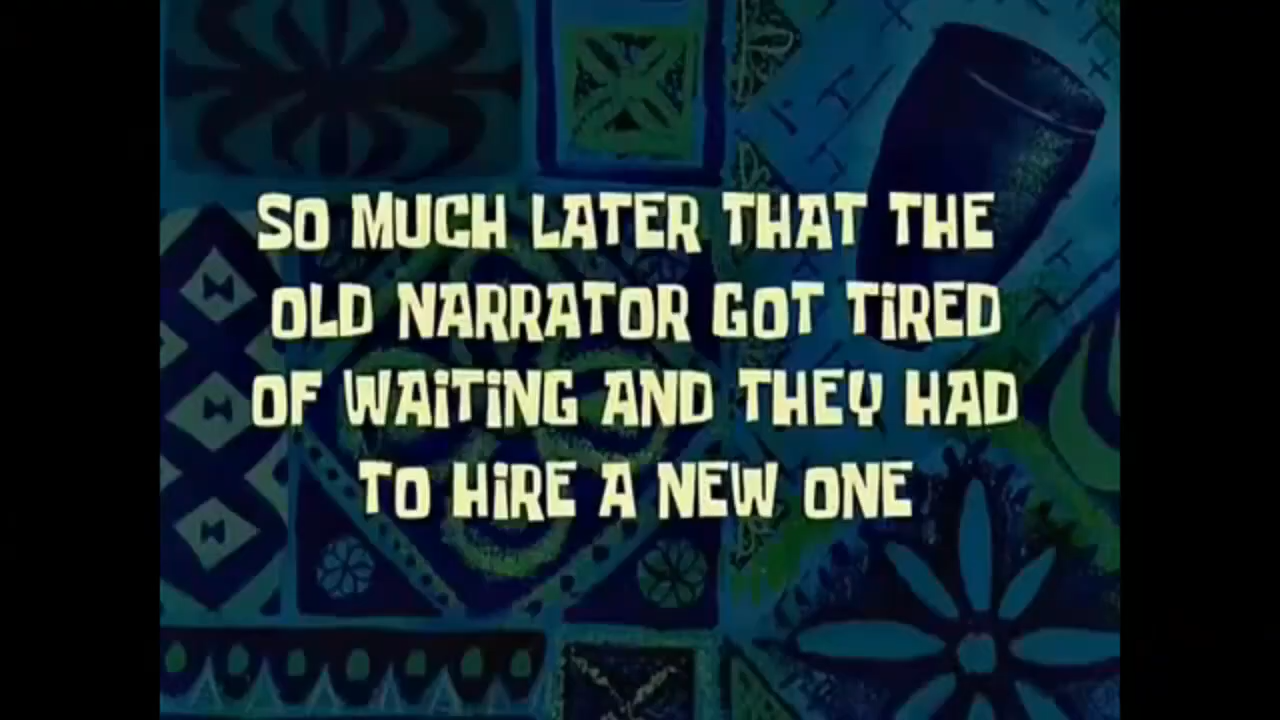 SO MUCH LATER THAT THE
OLD NARRATOR GOT TIRED
OF WAITING AND THEY HAD
TO HIRE A NEW ONE